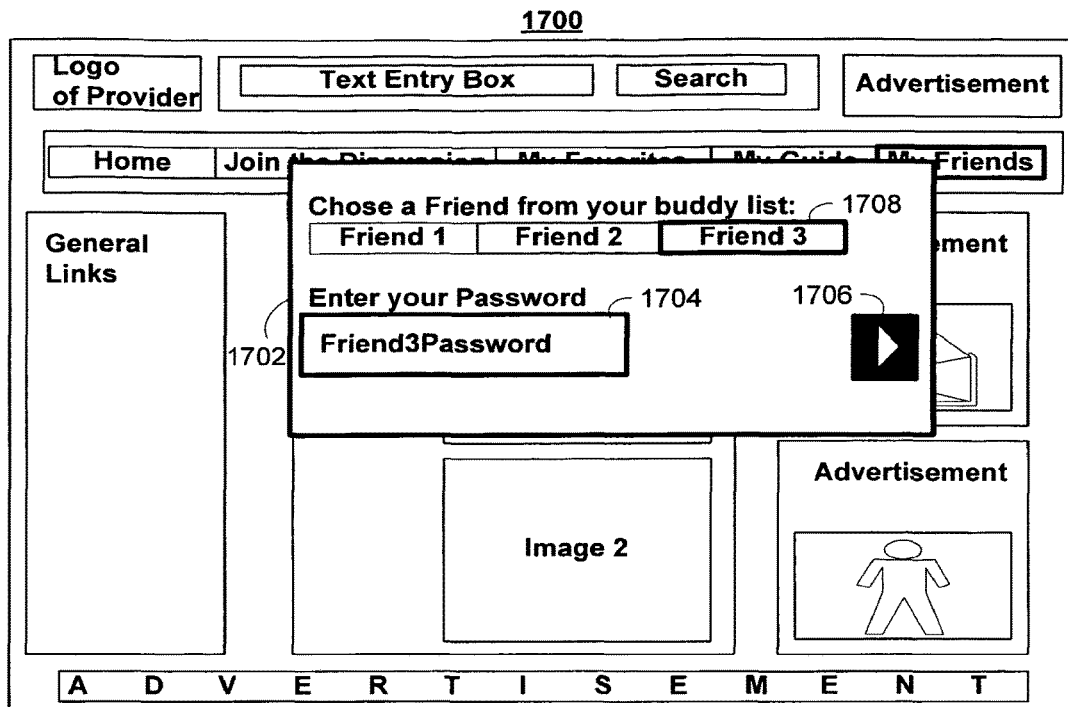 1700
Logo
of Provider
Text Entry Box
Search
Advertisement
Home
Join
My Friends
Chose a Friend from your buddy list:
1708
Friend 1
Friend 2
Friend 3
General
Links
Enter your Password
1704
1706
1702
Friend3Password
Advertisement
Image 2
A D V E R T I S E M E N T